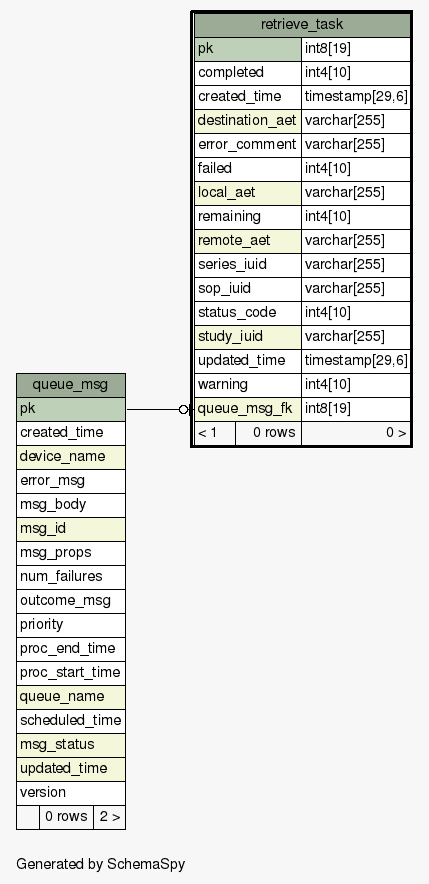 retrieve_task
pk int8[19]
completed int4[10]
created_time timestamp[29,6]
destination_aet varchar[255]
error_comment varchar[255]
failed int4[10]
local_aet varchar[255]
remaining int4[10]
remote_aet varchar[255]
series_iuid varchar[255]
sop_iuid varchar[255]
status_code int4[10]
study_iuid varchar[255]
updated_time timestamp[29,6]
warning int4[10]
queue_msg_fk int8[19]
< 1 0 rows 0 >
queue_msg
pk
created_time
device_name
error_msg
msg_body
msg_id
msg_props
num_failures
outcome_msg
priority
proc_end_time
proc_start_time
queue_name
scheduled_time
msg_status
updated_time
version
0 rows 2 >
Generated by SchemaSpy